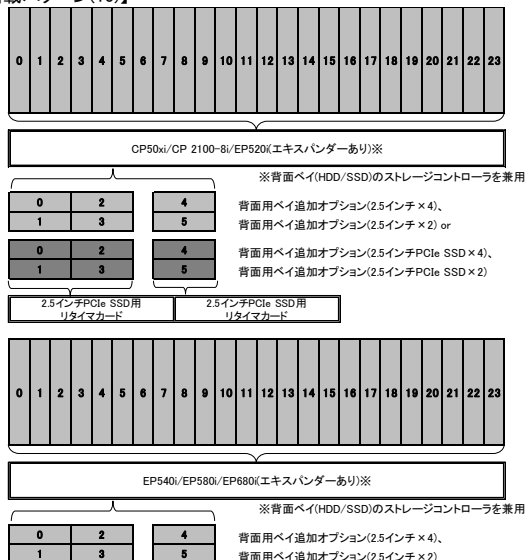 載パターン(10)】
0 1 2 3 4 5 6 7 8 9 10 11 12 13 14 15 16 17 18 19 20 21 22 23
CP50xi/CP 2100-8i/EP520i(エキスパンダーあり)※
※背面ベイ(HDD/SSD)のストレージコントローラを兼用
0 2 4 背面用ベイ追加オプション(2.5インチ×4)、
1 3 5 背面用ベイ追加オプション(2.5インチ×2) or
0 2 4 背面用ベイ追加オプション(2.5インチPCIe SSD×4)、
1 3 5 背面用ベイ追加オプション(2.5インチPCIe SSD×2)
2.5インチPCIe SSD用 2.5インチPCIe SSD用
リタイマカード リタイマカード
0 1 2 3 4 5 6 7 8 9 10 11 12 13 14 15 16 17 18 19 20 21 22 23
EP540i/EP580i/EP680i(エキスパンダーあり)※
※背面ベイ(HDD/SSD)のストレージコントローラを兼用
0 2 4 背面用ベイ追加オプション(2.5インチ×4)、
1 3 5 背面用ベイ追加オプション(2.5インチ×2)